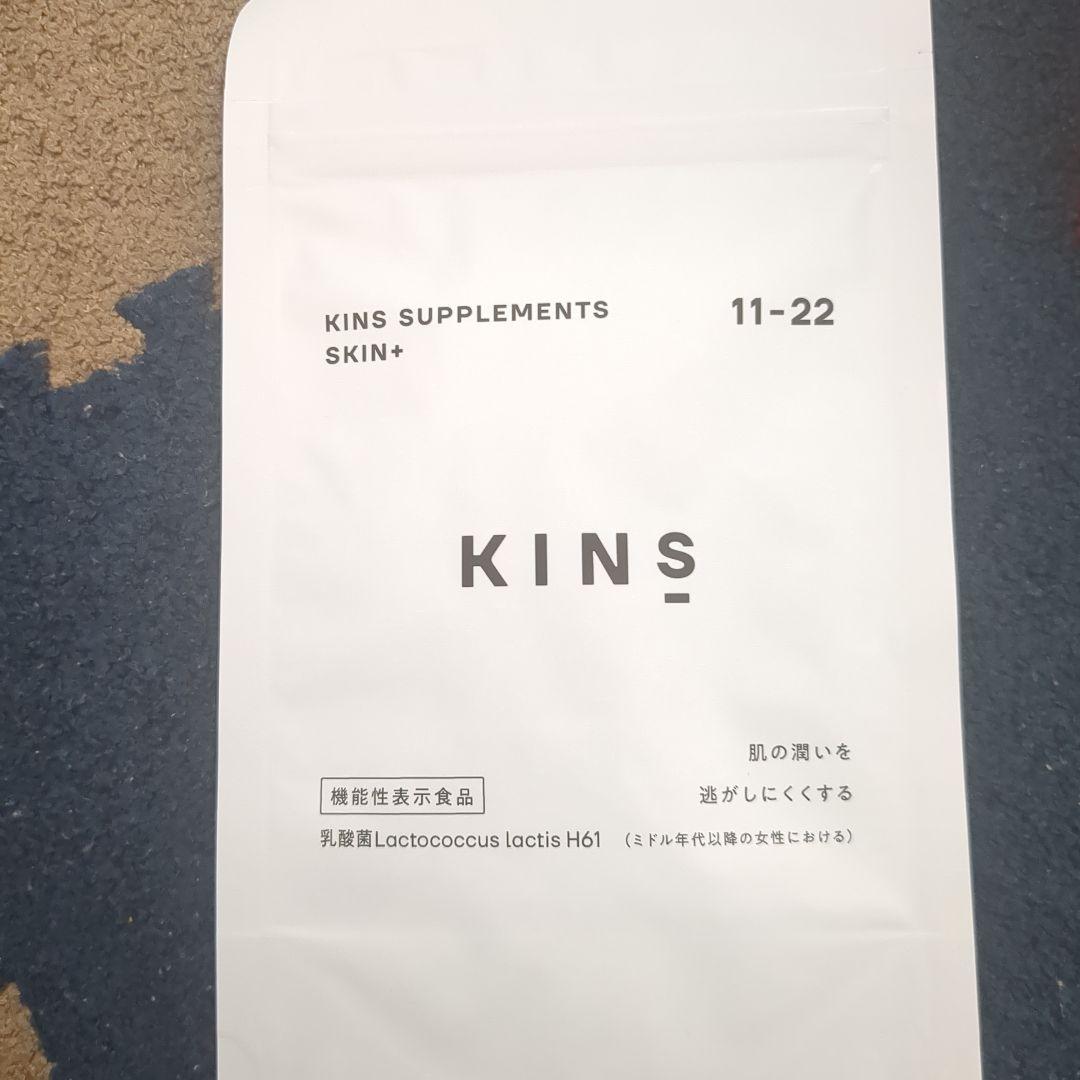 KINS SUPPLEMENTS
SKIN+
11-22
KINS
肌の潤いを
逃がしにくくする
(ミドル年代以降の女性における)
機能性表示食品
乳酸菌Lactococcus lactis H61